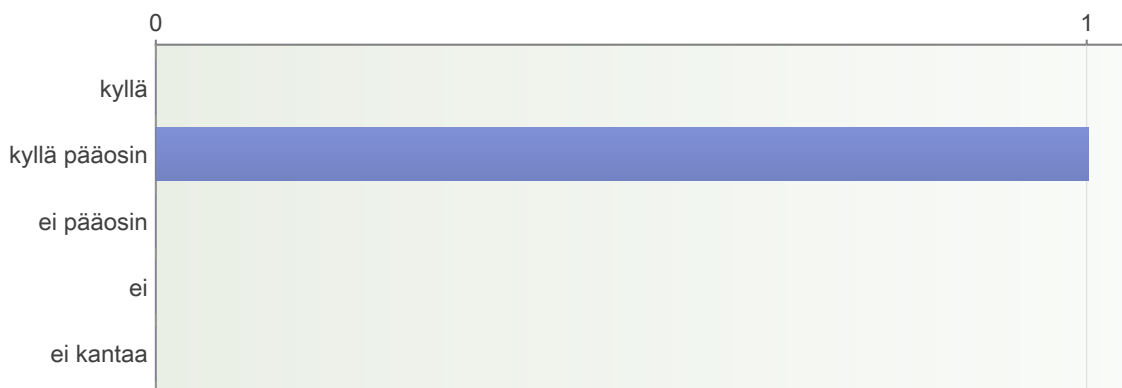 0 1
kyllä
kyllä pääosin
ei pääosin
ei
ei kantaa